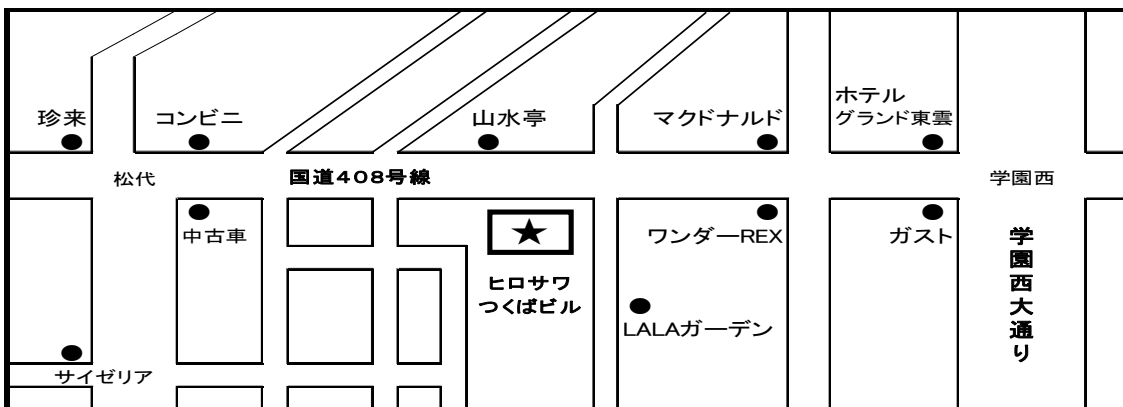 珍来
コンビニ
山水亭
マクドナルド
ホテル
グランド東雲
松代
国道408号線
学園西
中古車
★
ヒロサワ
つくばビル
ワンダーREX
ガスト
学園西大通り
LALAガーデン
サイゼリア